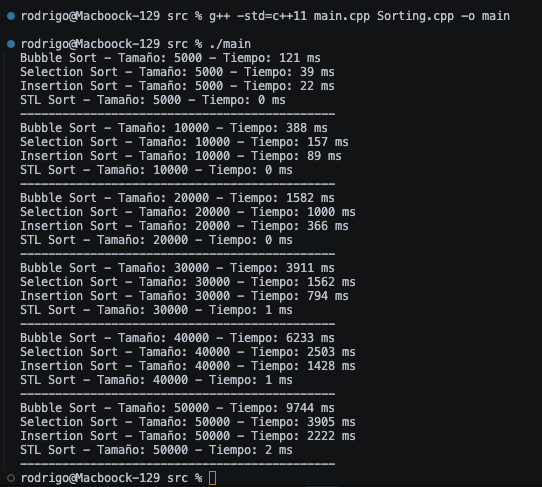 rodrigo@Macboock-129 src % g++ -std=c++11 main.cpp Sorting.cpp -o main
rodrigo@Macboock-129 src % ./main
Bubble Sort - Tamaño: 5000 - Tiempo: 121 ms
Selection Sort - Tamaño: 5000 - Tiempo: 39 ms
Insertion Sort - Tamaño: 5000 - Tiempo: 22 ms
STL Sort - Tamaño: 5000 - Tiempo: 0 ms
---------------------------------------------
Bubble Sort - Tamaño: 10000 - Tiempo: 388 ms
Selection Sort - Tamaño: 10000 - Tiempo: 157 ms
Insertion Sort - Tamaño: 10000 - Tiempo: 89 ms
STL Sort - Tamaño: 10000 - Tiempo: 0 ms
---------------------------------------------
Bubble Sort - Tamaño: 20000 - Tiempo: 1582 ms
Selection Sort - Tamaño: 20000 - Tiempo: 1000 ms
Insertion Sort - Tamaño: 20000 - Tiempo: 366 ms
STL Sort - Tamaño: 20000 - Tiempo: 0 ms
---------------------------------------------
Bubble Sort - Tamaño: 30000 - Tiempo: 3911 ms
Selection Sort - Tamaño: 30000 - Tiempo: 1562 ms
Insertion Sort - Tamaño: 30000 - Tiempo: 794 ms
STL Sort - Tamaño: 30000 - Tiempo: 1 ms
---------------------------------------------
Bubble Sort - Tamaño: 40000 - Tiempo: 6233 ms
Selection Sort - Tamaño: 40000 - Tiempo: 2503 ms
Insertion Sort - Tamaño: 40000 - Tiempo: 1428 ms
STL Sort - Tamaño: 40000 - Tiempo: 1 ms
---------------------------------------------
Bubble Sort - Tamaño: 50000 - Tiempo: 9744 ms
Selection Sort - Tamaño: 50000 - Tiempo: 3905 ms
Insertion Sort - Tamaño: 50000 - Tiempo: 2222 ms
STL Sort - Tamaño: 50000 - Tiempo: 2 ms
---------------------------------------------
rodrigo@Macboock-129 src %